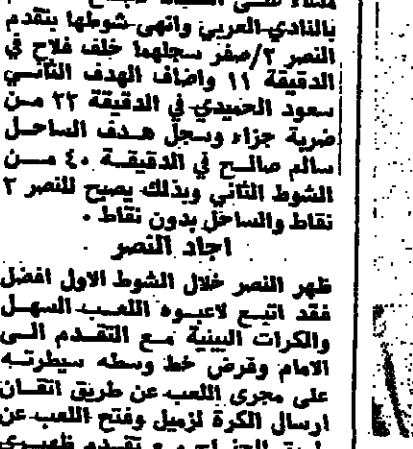 بالنادي العربي وانهى شوطها بتقدم
النصر ٢/صفر سجلهما خلف فلاح في
الدقيقة ١١ واضاف الهدف الثاني
سعود الحميدي في الدقيقة ٢٢ من
ضربة جزاء وسجل هدف الساحل
سالم صالح في الدقيقة ٤٠ من
الشوط الثاني وبذلك يصبح للنصر ٢
نقاط والساحل بدون نقاط .
اجاد النصر
ظهر النصر خلال الشوط الاول افضل
فقد اتبع لاعبوه اللعب السهل
والكرات البينية مع التقدم الى
الامام وفرض خط وسطه سيطرته
على مجرى اللعب عن طريق اتقان
ارسال الكرة لزميل وفتح اللعب عن